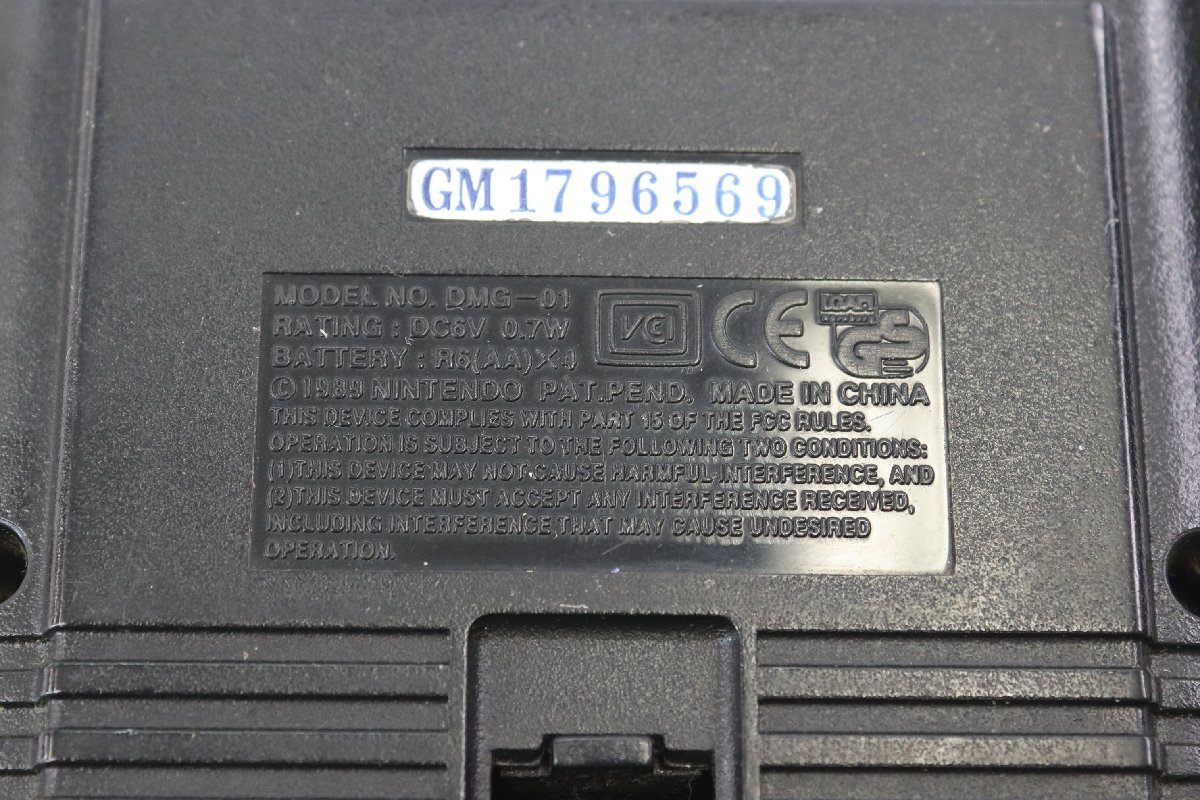 GM1796569
MODEL NO. DMG-01
RATING : DC6V 0.7W
BATTERY : R6(AA)X4
VCI
CE
GS
© 1989 NINTENDO PAT.PEND. MADE IN CHINA
THIS DEVICE COMPLIES WITH PART 15 OF THE FCC RULES.
OPERATION IS SUBJECT TO THE FOLLOWING TWO CONDITIONS:
(1)THIS DEVICE MAY NOT CAUSE HARMFUL INTERFERENCE, AND
(2)THIS DEVICE MUST ACCEPT ANY INTERFERENCE RECEIVED,
INCLUDING INTERFERENCE THAT MAY CAUSE UNDESIRED
OPERATION.